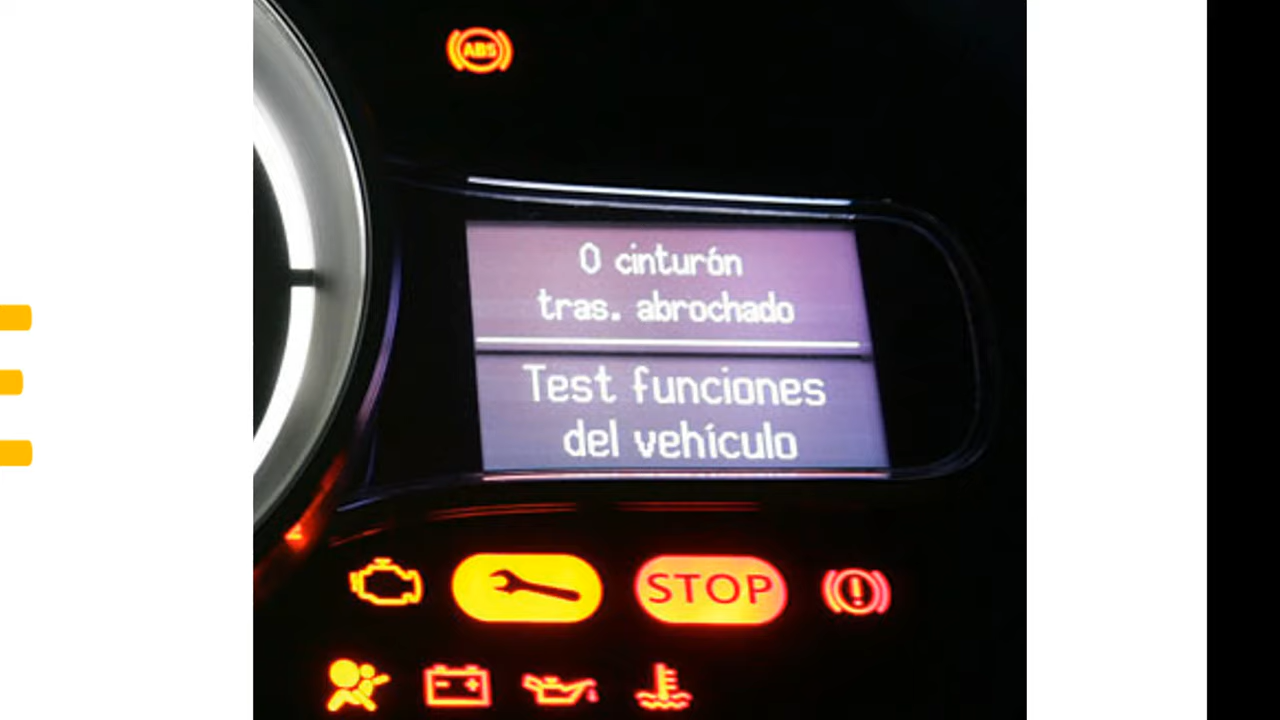 ABS
0 cinturón
tras. abrochado
Test funciones
del vehículo
STOP